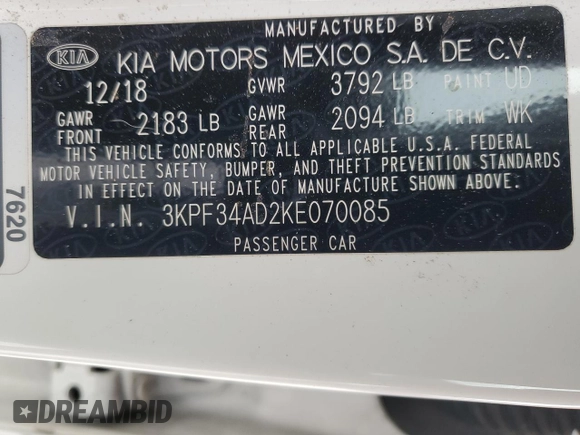 MANUFACTURED BY
KIA KIA MOTORS MEXICO S.A. DE C.V.
12/18 GVWR 3792 LB PAINT UD
GAWR FRONT 2183 LB GAWR REAR 2094 LB TRIM WK
THIS VEHICLE CONFORMS TO ALL APPLICABLE U.S.A. FEDERAL
MOTOR VEHICLE SAFETY, BUMPER, AND THEFT PREVENTION STANDARDS
IN EFFECT ON THE DATE OF MANUFACTURE SHOWN ABOVE.
V.I.N. 3KPF34AD2KE070085
PASSENGER CAR
7620
DREAMBID